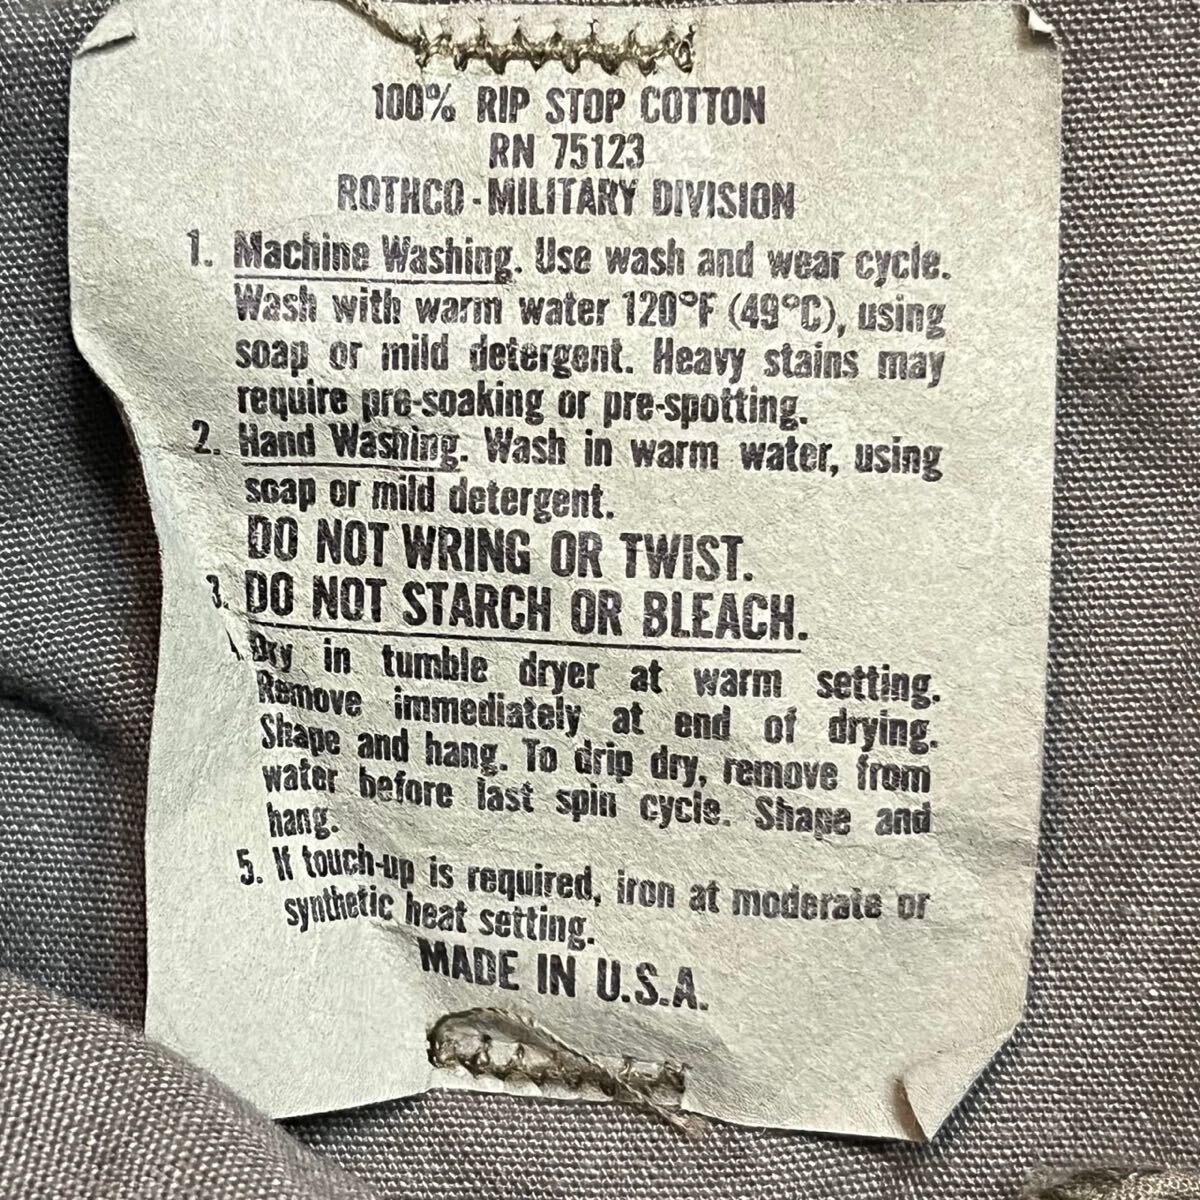 100% RIP STOP COTTON
RN 75123
ROTHCO - MILITARY DIVISION
1. Machine Washing. Use wash and wear cycle.
Wash with warm water 120°F (49°C), using
soap or mild detergent. Heavy stains may
require pre-soaking or pre-spotting.
2. Hand Washing. Wash in warm water, using
soap or mild detergent.
DO NOT WRING OR TWIST.
3. DO NOT STARCH OR BLEACH.
Dry in tumble dryer at warm setting.
Remove immediately at end of drying.
Shape and hang. To drip dry, remove from
water before last spin cycle. Shape and
hang.
5. If touch-up is required, iron at moderate or
synthetic heat setting.
MADE IN U.S.A.